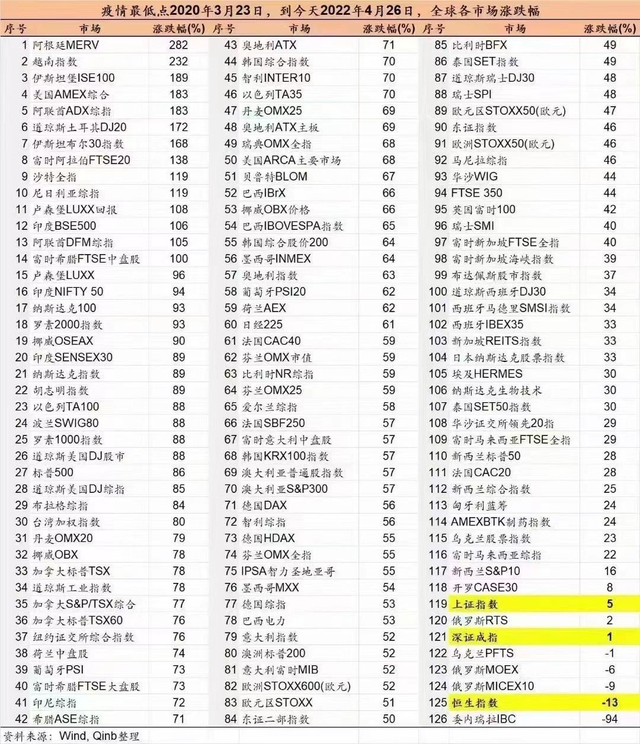 疫情最低点2020年3月23日，到今天2022年4月26日，全球各市场涨跌幅
序号 市场 涨跌幅(%)
1 阿根廷MERV 282
2 越南指数 232
3 伊斯坦堡ISE100 189
4 美国AMEX综合 183
5 阿联首ADX综指 183
6 道琼斯土耳其DJ20 172
7 伊斯坦布尔30指数 168
8 富时阿拉伯FTSE20 138
9 沙特全指 119
10 尼日利亚综指 119
11 卢森堡LUXX回报 108
12 印度BSE500 106
13 阿联首DFM综指 105
14 富时希腊FTSE中盘股 100
15 卢森堡LUXX 96
16 印度NIFTY 50 94
17 纳斯达克100 93
18 罗素2000指数 93
19 挪威OSEAX 90
20 印度SENSEX30 89
21 纳斯达克指数 89
22 胡志明指数 89
23 以色列TA100 88
24 波兰SWIG80 88
25 罗素1000指数 88
26 道琼斯美国DJ股市 88
27 标普500 86
28 道琼斯美国DJ综指 85
29 布拉格综指 84
30 台湾加权指数 80
31 丹麦OMX20 79
32 挪威OBX 78
33 加拿大标普TSX 78
34 道琼斯工业指数 78
35 加拿大S&P/TSX综合 77
36 加拿大标普TSX60 76
37 纽约证交所综合指数 76
38 荷兰中盘股 74
39 葡萄牙PSI 73
40 富时希腊FTSE大盘股 73
41 印尼综指 72
42 希腊ASE综指 71
序号 市场 涨跌幅(%)
43 奥地利ATX 71
44 韩国综合指数 70
45 智利INTER10 70
46 以色列TA35 70
47 丹麦OMX25 69
48 奥地利ATX主板 69
49 瑞典OMX全指 69
50 美国ARCA主要市场 68
51 贝鲁特BLOM 67
52 巴西IBrX 66
53 挪威OBX价格 66
54 巴西IBOVESPA指数 65
55 韩国综合股价200 64
56 墨西哥INMEX 64
57 奥地利指数 63
58 葡萄牙PSI20 62
59 荷兰AEX 62
60 日经225 61
61 法国CAC40 59
62 芬兰OMX市值 59
63 比利时NR综指 59
64 芬兰OMX25 59
65 爱尔兰综指 58
66 法国SBF250 57
67 富时意大利中盘股 57
68 韩国KRX100指数 57
69 澳大利亚普通股指数 57
70 澳大利亚S&P300 57
71 德国DAX 56
72 智利综指 56
73 德国HDAX 55
74 芬兰OMX全指 55
75 IPSA智力圣地亚哥 55
76 墨西哥MXX 54
77 德国综指 53
78 巴西电力 53
79 意大利指数 52
80 澳洲标普200 52
81 意大利富时MIB 52
82 欧洲STOXX600(欧元) 52
83 欧元STOXX 51
84 东证二部指数 50
序号 市场 涨跌幅(%)
85 比利时BFX 49
86 泰国SET指数 49
87 道琼斯瑞士DJ30 48
88 瑞士SPI 48
89 欧元区STOXX50(欧元) 47
90 东证指数 46
91 欧洲STOXX50(欧元) 46
92 马尼拉综指 46
93 华沙WIG 44
94 FTSE 350 44
95 英国富时100 42
96 瑞士SMI 40
97 富时新加坡FTSE全指 40
98 富时新加坡海峡指数 39
99 布达佩斯股市指数 37
100 道琼斯西班牙DJ30 34
101 西班牙马德里SMSI指数 34
102 西班牙IBEX35 33
103 新加坡REITS指数 33
104 日本纳斯达克股票指数 33
105 埃及HERMES 30
106 纳斯达克生物技术 30
107 泰国SET50指数 30
108 华沙证交所领先20指 29
109 富时马来西亚FTSE全指 29
110 新西兰标普50 28
111 法国CAC20 28
112 新西兰综合指数 25
113 匈牙利蓝筹 24
114 AMEXBTK制药指数 24
115 乌克兰股票指数 23
116 富时马来西亚综指 22
117 新西兰S&P10 16
118 开罗CASE30 8
119 上证指数 5
120 俄罗斯RTS 2
121 深证成指 1
122 乌克兰PFTS -1
123 俄罗斯MOEX -6
124 俄罗斯MICEX10 -9
125 恒生指数 -13
126 委内瑞拉IBC -94
资料来源：Wind, Qinb整理